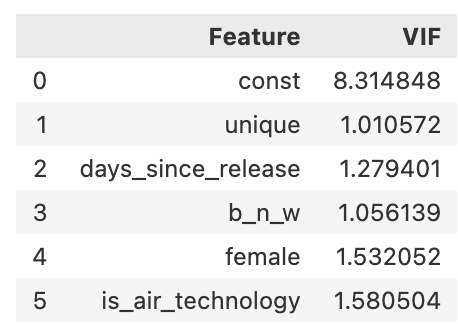 Feature VIF
0 const 8.314848
1 unique 1.010572
2 days_since_release 1.279401
3 b_n_w 1.056139
4 female 1.532052
5 is_air_technology 1.580504